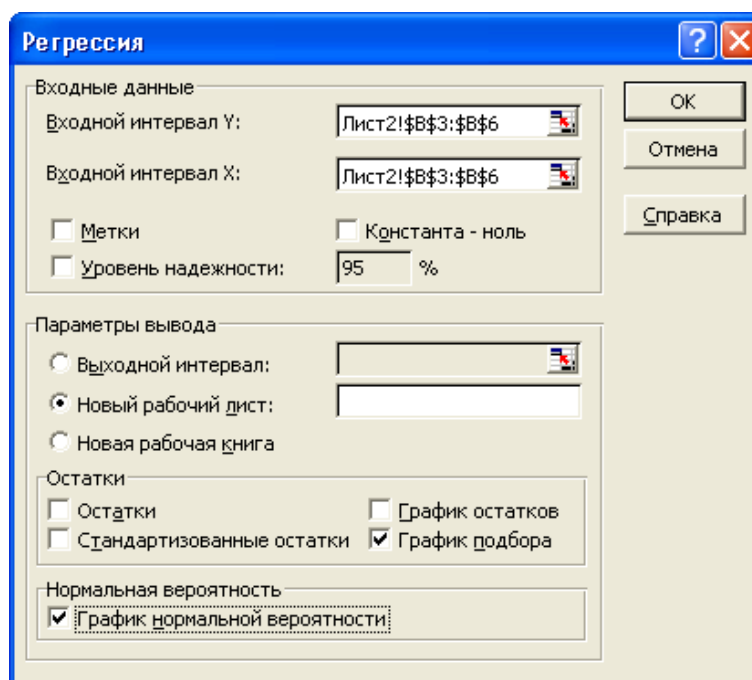 Регрессия
Входные данные
Входной интервал Y: Лист2!$B$3:$B$6
Входной интервал X: Лист2!$B$3:$B$6
Метки Константа - ноль
Уровень надежности: 95 %
OK
Отмена
Справка
Параметры вывода
Выходной интервал:
Новый рабочий лист:
Новая рабочая книга
Остатки
Остатки График остатков
Стандартизованные остатки График подбора
Нормальная вероятность
График нормальной вероятности